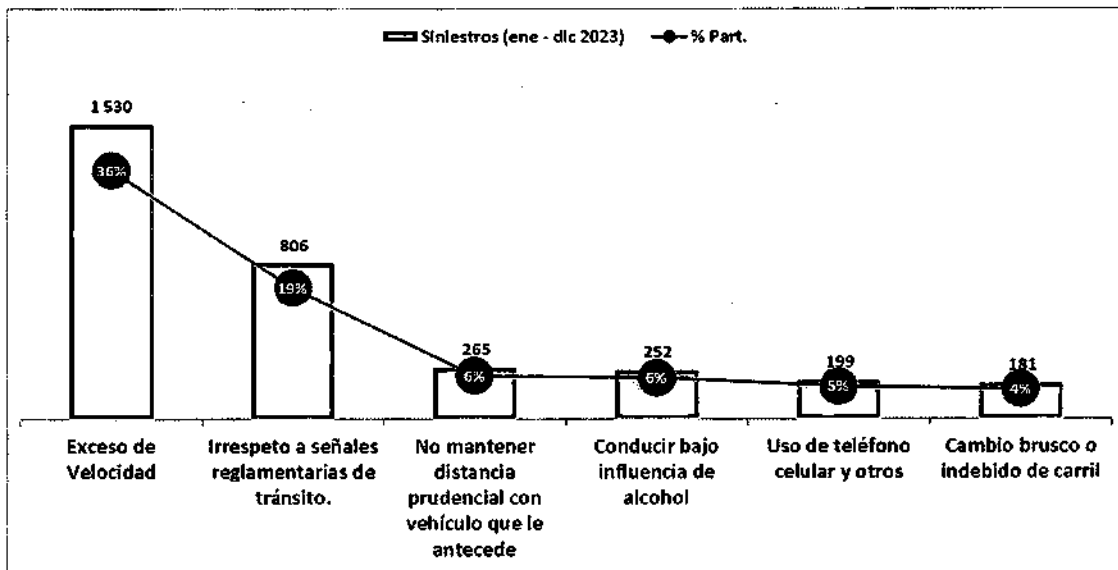 Siniestros (ene - dic 2023) % Part.
1 530
36%
806
19%
265
6%
252
6%
199
5%
181
4%
Exceso de
Velocidad
Irrespeto a señales
reglamentarias de
tránsito.
No mantener
distancia
prudencial con
vehículo que le
antecede
Conducir bajo
influencia de
alcohol
Uso de teléfono
celular y otros
Cambio brusco o
indebido de carril